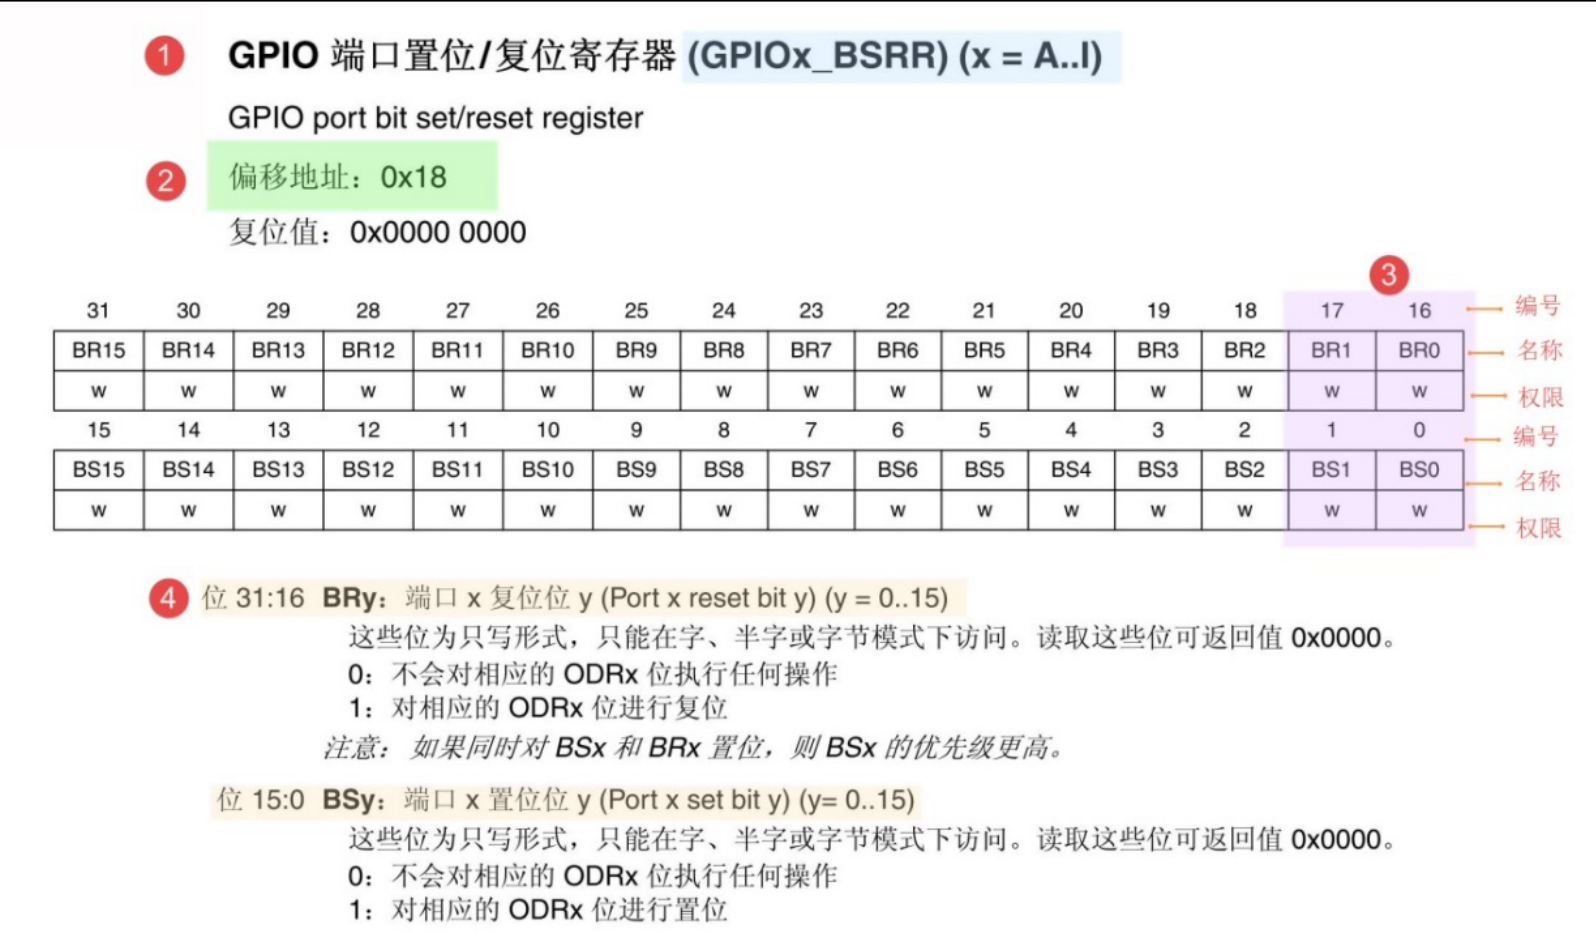 1 GPIO 端口置位/复位寄存器 (GPIOx_BSRR) (x = A..I)
GPIO port bit set/reset register
2 偏移地址：0x18
复位值：0x0000 0000
3
31 30 29 28 27 26 25 24 23 22 21 20 19 18 17 16 编号
BR15 BR14 BR13 BR12 BR11 BR10 BR9 BR8 BR7 BR6 BR5 BR4 BR3 BR2 BR1 BR0 名称
w w w w w w w w w w w w w w w w 权限
15 14 13 12 11 10 9 8 7 6 5 4 3 2 1 0 编号
BS15 BS14 BS13 BS12 BS11 BS10 BS9 BS8 BS7 BS6 BS5 BS4 BS3 BS2 BS1 BS0 名称
w w w w w w w w w w w w w w w w 权限
4 位 31:16 BRy：端口 x 复位位 y (Port x reset bit y) (y = 0..15)
这些位为只写形式，只能在字、半字或字节模式下访问。读取这些位可返回值 0x0000。
0：不会对相应的 ODRx 位执行任何操作
1：对相应的 ODRx 位进行复位
注意：如果同时对 BSx 和 BRx 置位，则 BSx 的优先级更高。
位 15:0 BSy：端口 x 置位位 y (Port x set bit y) (y= 0..15)
这些位为只写形式，只能在字、半字或字节模式下访问。读取这些位可返回值 0x0000。
0：不会对相应的 ODRx 位执行任何操作
1：对相应的 ODRx 位进行置位